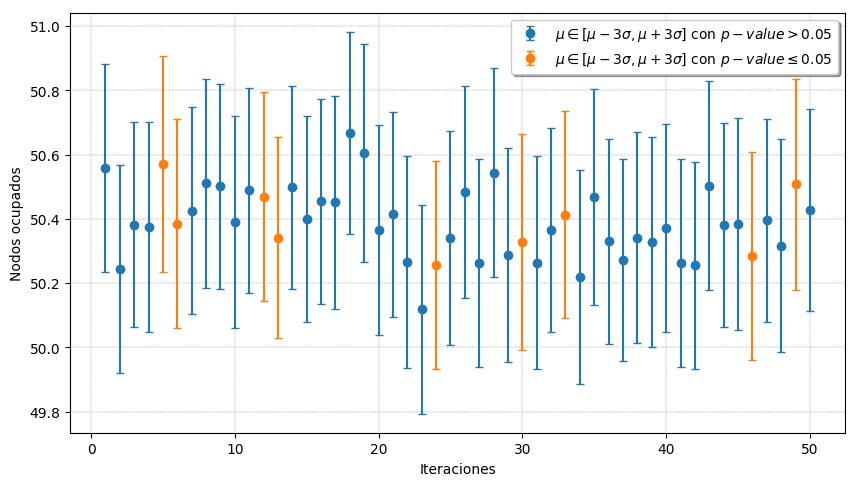 51.0
50.8
50.6
50.4
50.2
50.0
49.8
Nodos ocupados
μ ∈ [μ − 3σ, μ + 3σ] con p − value > 0.05
μ ∈ [μ − 3σ, μ + 3σ] con p − value ≤ 0.05
0 10 20 30 40 50
Iteraciones